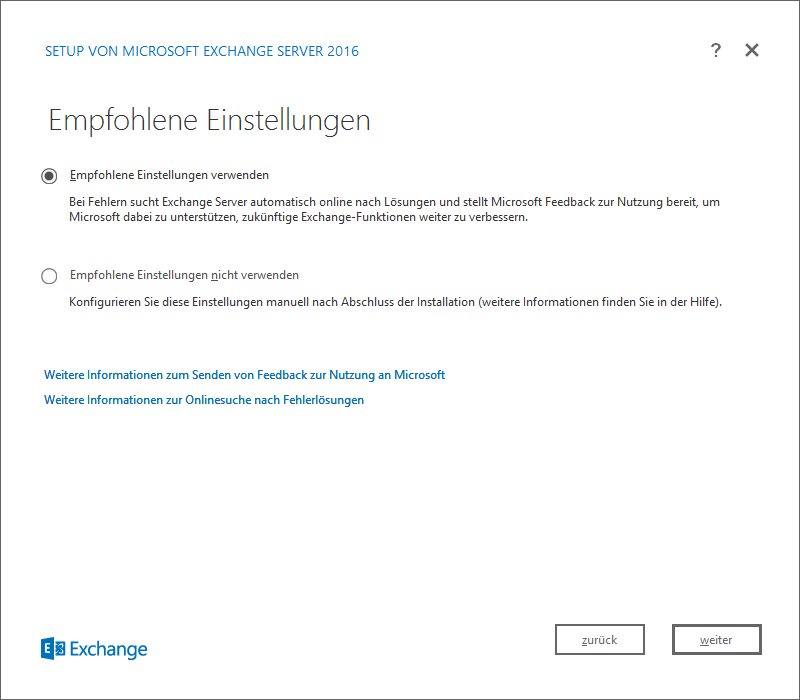 SETUP VON MICROSOFT EXCHANGE SERVER 2016
?
Empfohlene Einstellungen
Empfohlene Einstellungen verwenden
Bei Fehlern sucht Exchange Server automatisch online nach Lösungen und stellt Microsoft Feedback zur Nutzung bereit, um
Microsoft dabei zu unterstützen, zukünftige Exchange-Funktionen weiter zu verbessern.
Empfohlene Einstellungen nicht verwenden
Konfigurieren Sie diese Einstellungen manuell nach Abschluss der Installation (weitere Informationen finden Sie in der Hilfe).
Weitere Informationen zum Senden von Feedback zur Nutzung an Microsoft
Weitere Informationen zur Onlinesuche nach Fehlerlösungen
E Exchange
zurück
weiter